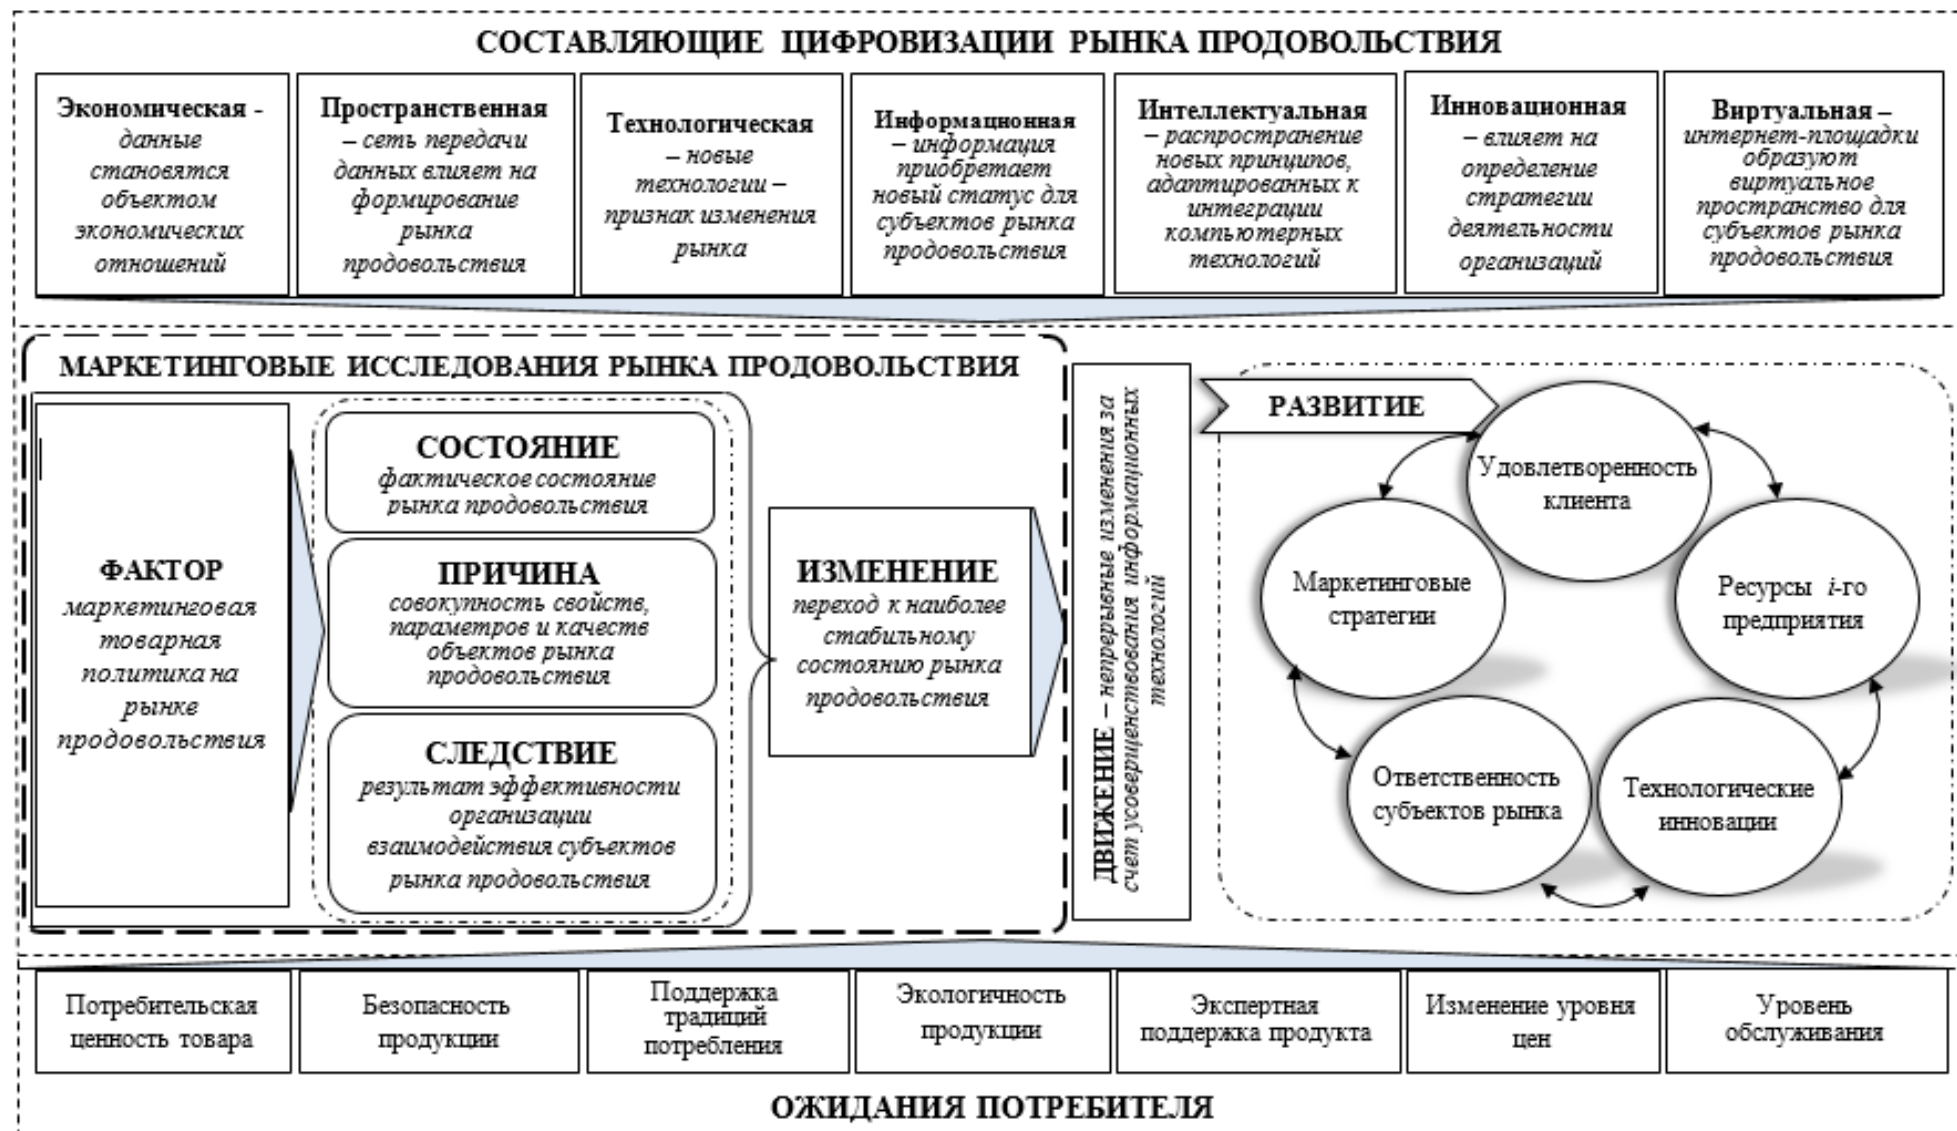 СОСТАВЛЯЮЩИЕ ЦИФРОВИЗАЦИИ РЫНКА ПРОДОВОЛЬСТВИЯ
Экономическая -
данные
становятся
объектом
экономических
отношений
Пространственная
– сеть передачи
данных влияет на
формирование
рынка
продовольствия
Технологическая
– новые
технологии –
признак изменения
рынка
Информационная
– информация
приобретает
новый статус для
субъектов рынка
продовольствия
Интеллектуальная
– распространение
новых принципов,
адаптированных к
интеграции
компьютерных
технологий
Инновационная
– влияет на
определение
стратегии
деятельности
организаций
Виртуальная –
интернет-площадки
образуют
виртуальное
пространство для
субъектов рынка
продовольствия
МАРКЕТИНГОВЫЕ ИССЛЕДОВАНИЯ РЫНКА ПРОДОВОЛЬСТВИЯ
ФАКТОР
маркетинговая
товарная
политика на
рынке
продовольствия
СОСТОЯНИЕ
фактическое состояние
рынка продовольствия
ПРИЧИНА
совокупность свойств,
параметров и качеств
объектов рынка
продовольствия
СЛЕДСТВИЕ
результат эффективности
организации
взаимодействия субъектов
рынка продовольствия
ИЗМЕНЕНИЕ
переход к наиболее
стабильному
состоянию рынка
продовольствия
ДВИЖЕНИЕ – непрерывные изменения за
счет усовершенствования информационных
технологий
РАЗВИТИЕ
Удовлетворенность
клиента
Маркетинговые
стратегии
Ресурсы i-го
предприятия
Ответственность
субъектов рынка
Технологические
инновации
Потребительская
ценность товара
Безопасность
продукции
Поддержка
традиций
потребления
Экологичность
продукции
Экспертная
поддержка продукта
Изменение уровня
цен
Уровень
обслуживания
ОЖИДАНИЯ ПОТРЕБИТЕЛЯ